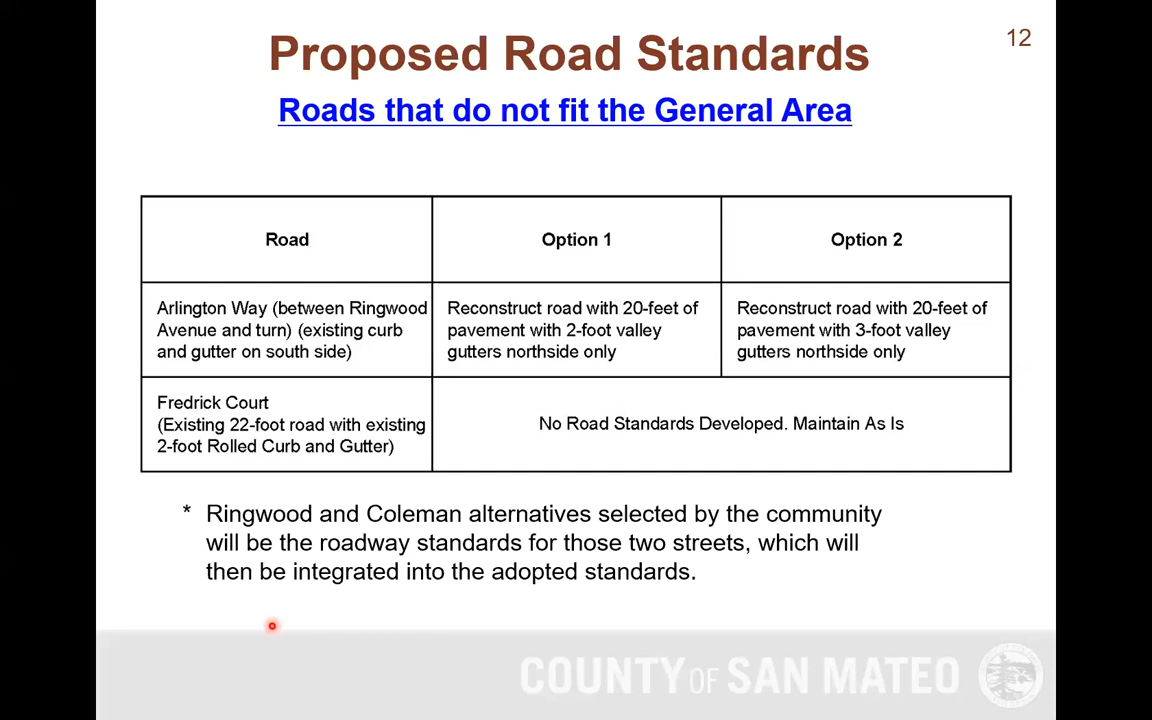 12
Proposed Road Standards
Roads that do not fit the General Area
Road
Option 1
Option 2
Arlington Way (between Ringwood
Avenue and turn) (existing curb
and gutter on south side)
Reconstruct road with 20-feet of
pavement with 2-foot valley
gutters northside only
Reconstruct road with 20-feet of
pavement with 3-foot valley
gutters northside only
Fredrick Court
(Existing 22-foot road with existing
2-foot Rolled Curb and Gutter)
No Road Standards Developed. Maintain As Is
* Ringwood and Coleman alternatives selected by the community
will be the roadway standards for those two streets, which will
then be integrated into the adopted standards.
COUNTY OF SAN MATEO